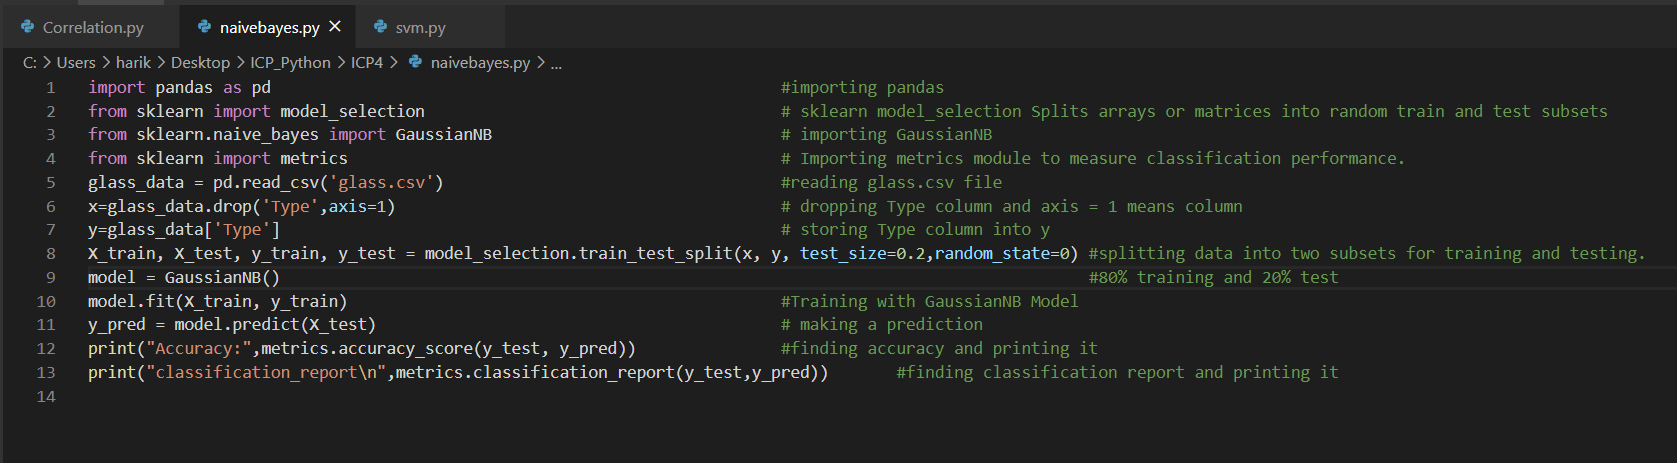 Correlation.py naivebayes.py × svm.py
C: > Users > harik > Desktop > ICP_Python > ICP4 > naivebayes.py > ...
1 import pandas as pd #importing pandas
2 from sklearn import model_selection # sklearn model_selection Splits arrays or matrices into random train and test subsets
3 from sklearn.naive_bayes import GaussianNB # importing GaussianNB
4 from sklearn import metrics # Importing metrics module to measure classification performance.
5 glass_data = pd.read_csv('glass.csv') #reading glass.csv file
6 x=glass_data.drop('Type',axis=1) # dropping Type column and axis = 1 means column
7 y=glass_data['Type'] # storing Type column into y
8 X_train, X_test, y_train, y_test = model_selection.train_test_split(x, y, test_size=0.2,random_state=0) #splitting data into two subsets for training and testing.
9 model = GaussianNB() #80% training and 20% test
10 model.fit(X_train, y_train) #Training with GaussianNB Model
11 y_pred = model.predict(X_test) # making a prediction
12 print("Accuracy:",metrics.accuracy_score(y_test, y_pred)) #finding accuracy and printing it
13 print("classification_report\n",metrics.classification_report(y_test,y_pred)) #finding classification report and printing it
14